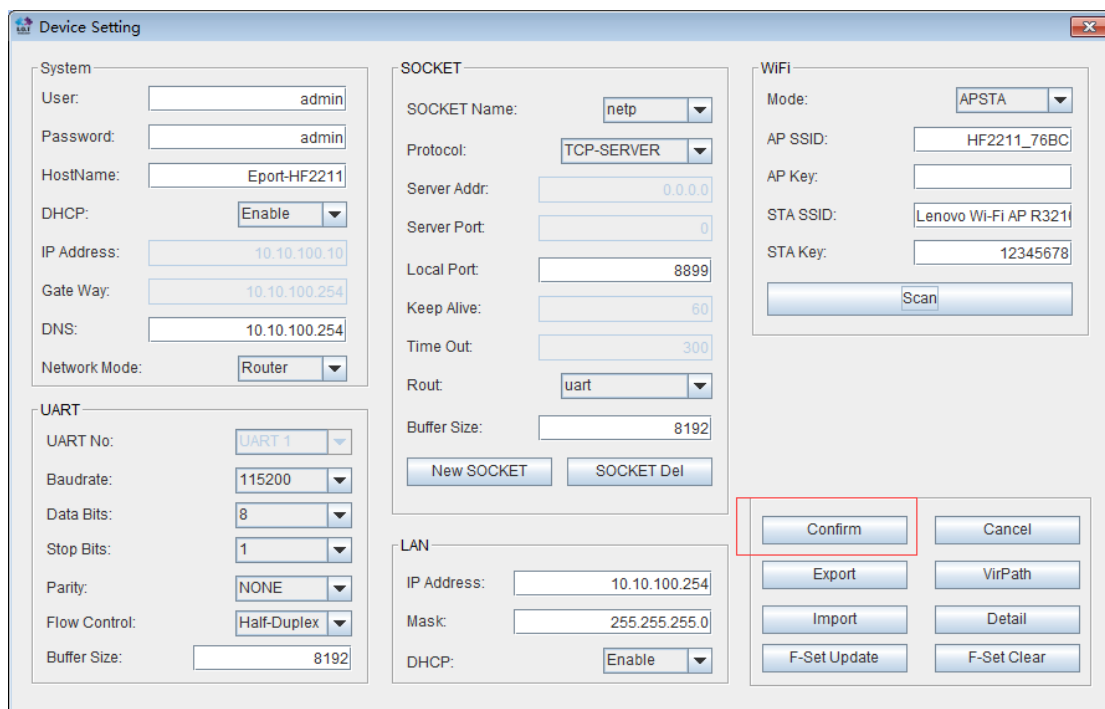 Device Setting
System
User: admin
Password: admin
HostName: Eport-HF2211
DHCP: Enable
IP Address: 10.10.100.10
Gate Way: 10.10.100.254
DNS: 10.10.100.254
Network Mode: Router
UART
UART No: UART 1
Baudrate: 115200
Data Bits: 8
Stop Bits: 1
Parity: NONE
Flow Control: Half-Duplex
Buffer Size: 8192
SOCKET
SOCKET Name: netp
Protocol: TCP-SERVER
Server Addr: 0.0.0.0
Server Port: 0
Local Port: 8899
Keep Alive: 60
Time Out: 300
Rout: uart
Buffer Size: 8192
New SOCKET SOCKET Del
LAN
IP Address: 10.10.100.254
Mask: 255.255.255.0
DHCP: Enable
WiFi
Mode: APSTA
AP SSID: HF2211_76BC
AP Key:
STA SSID: Lenovo Wi-Fi AP R321
STA Key: 12345678
Scan
Confirm Cancel
Export VirPath
Import Detail
F-Set Update F-Set Clear